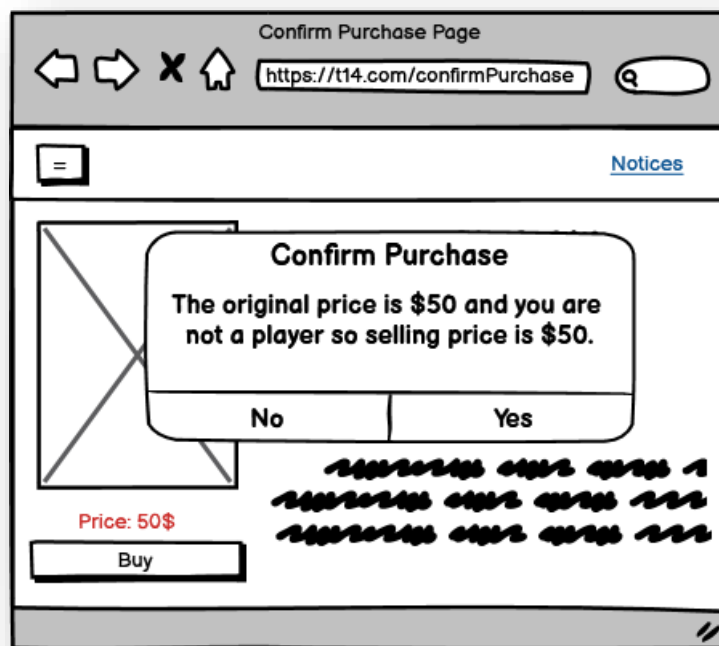 Confirm Purchase Page
https://t14.com/confirmPurchase
=
Notices
Confirm Purchase
The original price is $50 and you are
not a player so selling price is $50.
No
Yes
Price: 50$
Buy